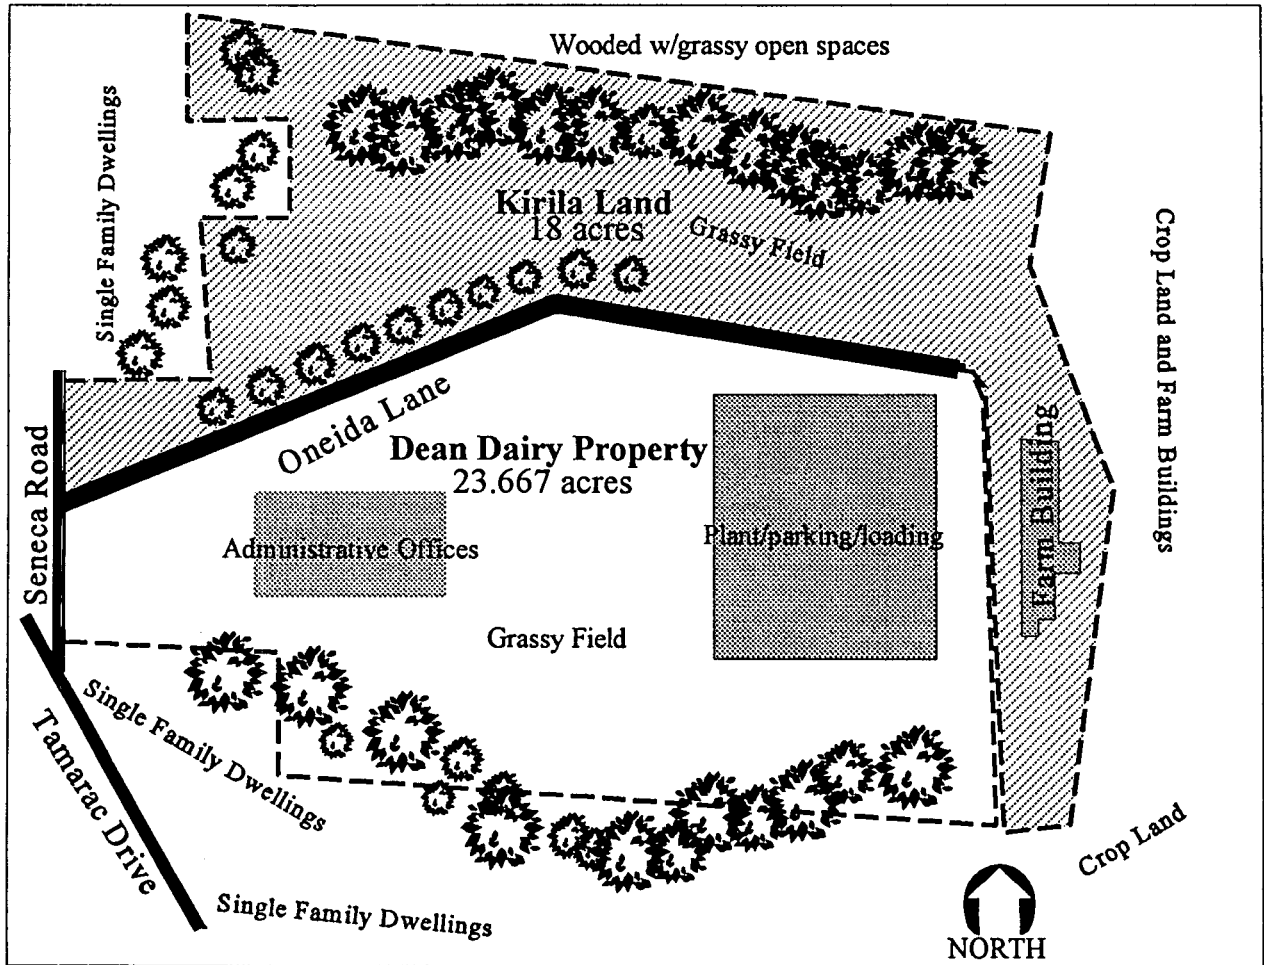 Wooded w/grassy open spaces
Single Family Dwellings
Kirila Land
18 acres
Grassy Field
Crop Land and Farm Buildings
Oneida Lane
Seneca Road
Dean Dairy Property
23.667 acres
Administrative Offices
Plant/parking/loading
Farm Building
Grassy Field
Single Family Dwellings
Tamarac Drive
Single Family Dwellings
Crop Land
NORTH